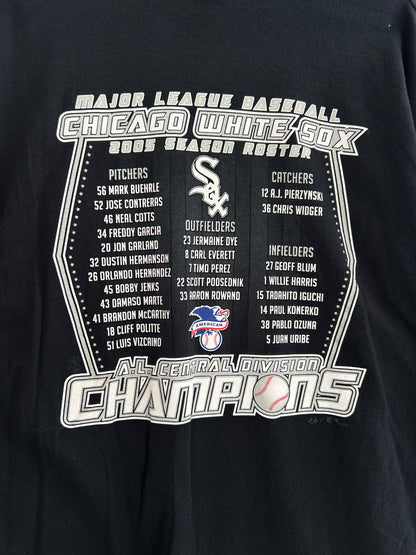 MAJOR LEAGUE BASEBALL
CHICAGO WHITE SOX
2005 SEASON ROSTER
PITCHERS
56 MARK BUEHRLE
52 JOSE CONTRERAS
46 NEAL COTTS
34 FREDDY GARCIA
20 JON GARLAND
32 DUSTIN HERMANSON
26 ORLANDO HERNANDEZ
45 BOBBY JENKS
43 DAMASO MARTE
41 BRANDON McCARTHY
18 CLIFF POLITTE
51 LUIS VIZCAINO
Sox
OUTFIELDERS
23 JERMAINE DYE
8 CARL EVERETT
7 TIMO PEREZ
22 SCOTT PODSEDNIK
33 AARON ROWAND
AMERICAN
CATCHERS
12 A.J. PIERZYNSKI
36 CHRIS WIDGER
INFIELDERS
27 GEOFF BLUM
1 WILLIE HARRIS
15 TADAHITO IGUCHI
14 PAUL KONERKO
38 PABLO OZUNA
5 JUAN URIBE
A.L. CENTRAL DIVISION
CHAMPIONS